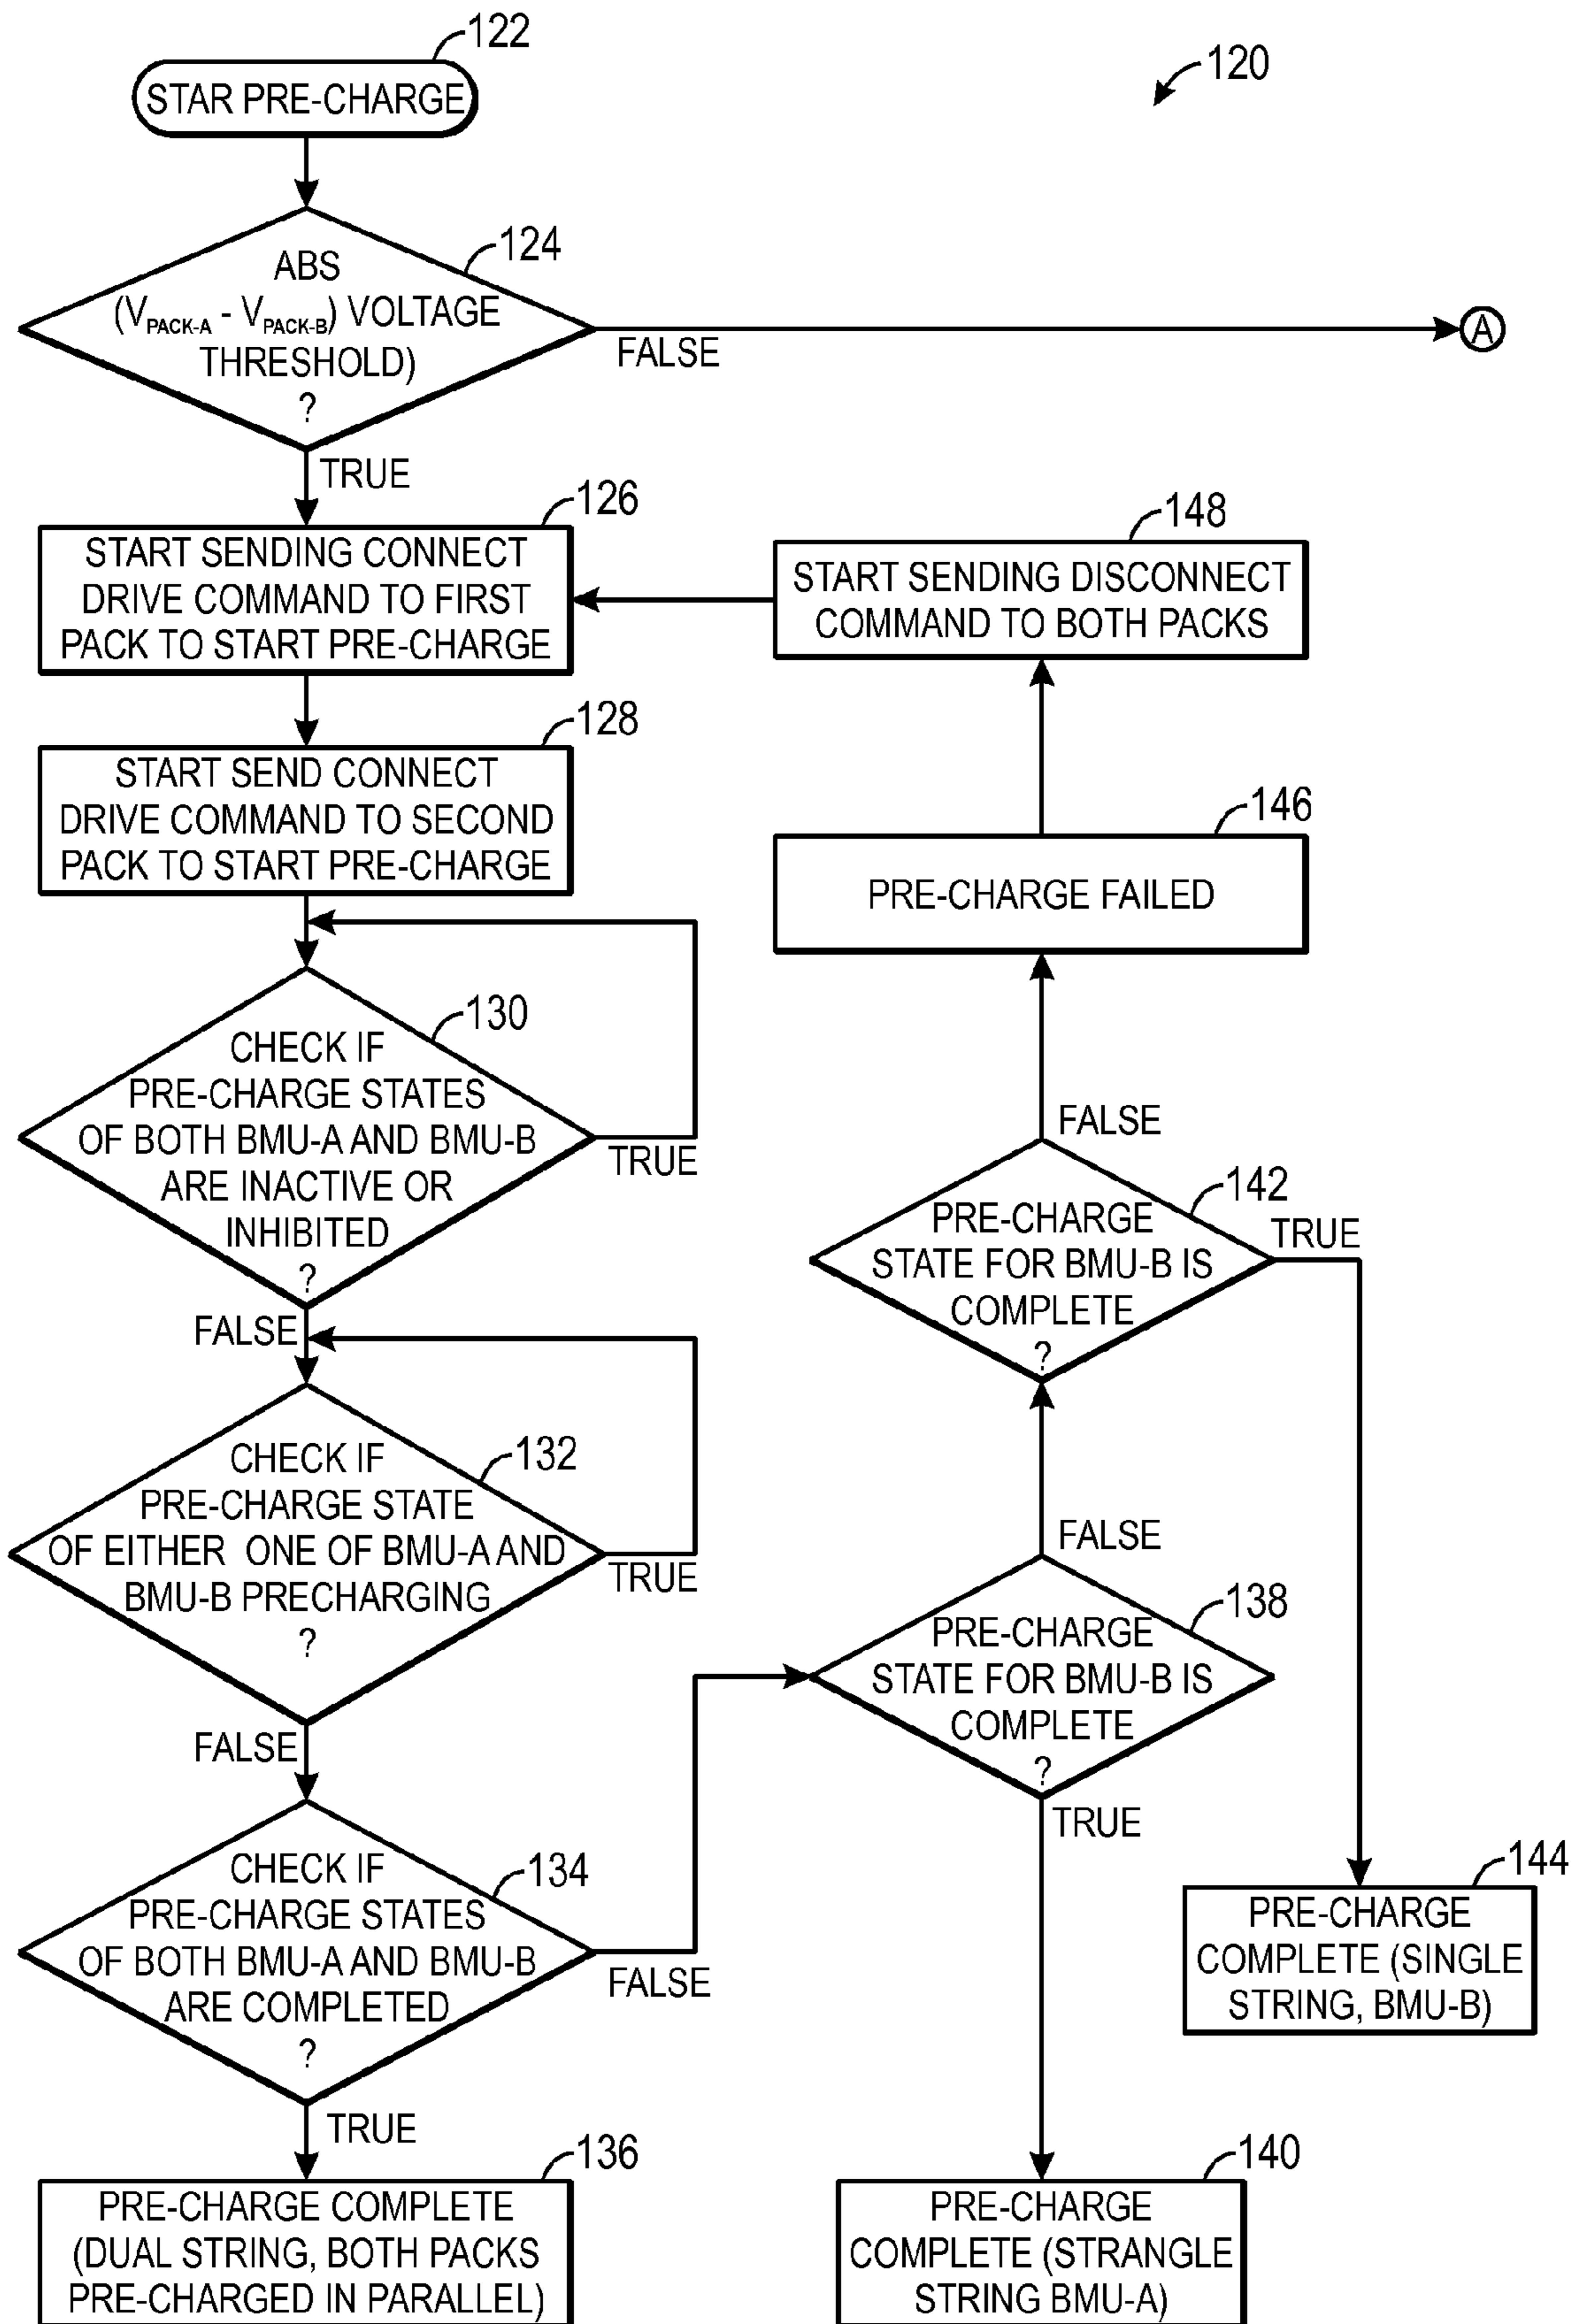 122
STAR PRE-CHARGE
120
124
ABS
(VPACK-A - VPACK-B) VOLTAGE
THRESHOLD)
?
FALSE
A
TRUE
126
START SENDING CONNECT
DRIVE COMMAND TO FIRST
PACK TO START PRE-CHARGE
148
START SENDING DISCONNECT
COMMAND TO BOTH PACKS
128
START SEND CONNECT
DRIVE COMMAND TO SECOND
PACK TO START PRE-CHARGE
146
PRE-CHARGE FAILED
130
CHECK IF
PRE-CHARGE STATES
OF BOTH BMU-A AND BMU-B
ARE INACTIVE OR
INHIBITED
?
TRUE
FALSE
FALSE
142
PRE-CHARGE
STATE FOR BMU-B IS
COMPLETE
?
TRUE
132
CHECK IF
PRE-CHARGE STATE
OF EITHER ONE OF BMU-A AND
BMU-B PRECHARGING
?
TRUE
FALSE
FALSE
138
PRE-CHARGE
STATE FOR BMU-B IS
COMPLETE
?
TRUE
134
CHECK IF
PRE-CHARGE STATES
OF BOTH BMU-A AND BMU-B
ARE COMPLETED
?
FALSE
TRUE
144
PRE-CHARGE
COMPLETE (SINGLE
STRING, BMU-B)
136
PRE-CHARGE COMPLETE
(DUAL STRING, BOTH PACKS
PRE-CHARGED IN PARALLEL)
140
PRE-CHARGE
COMPLETE (STRANGLE
STRING BMU-A)